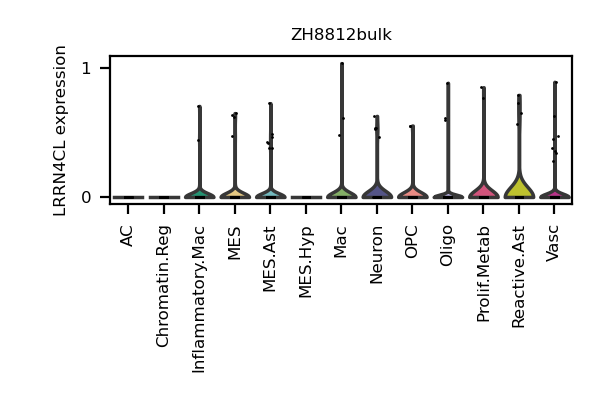 ZH8812bulk
LRRN4CL expression
1
0
AC
Chromatin.Reg
Inflammatory.Mac
MES
MES.Ast
MES.Hyp
Mac
Neuron
OPC
Oligo
Prolif.Metab
Reactive.Ast
Vasc